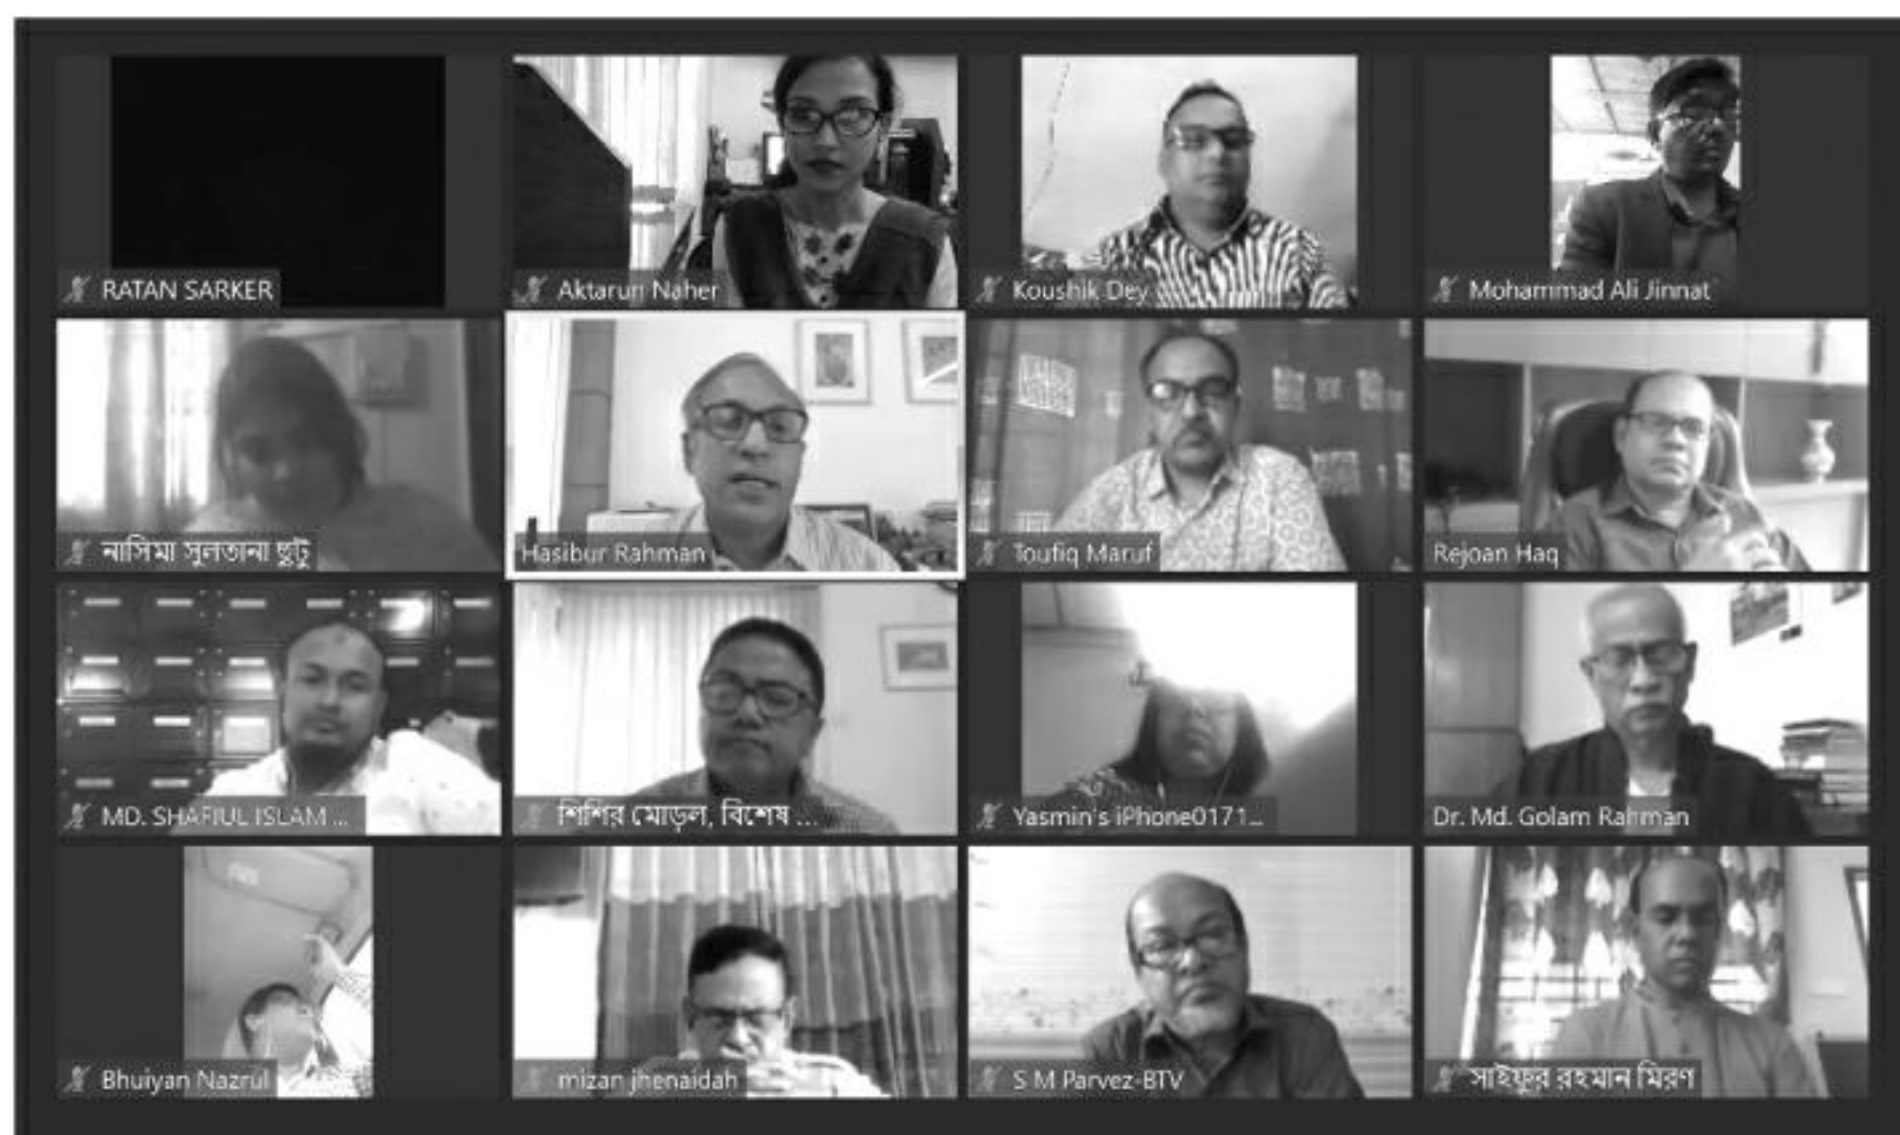 RATAN SARKER
Aktarun Naher
Koushik Dey
Mohammad Ali Jinnat
নাসিমা সুলতানা ছুটু
Hasibur Rahman
Toufiq Maruf
Rejoan Haq
MD. SHAFIUL ISLAM ...
শিশির মোড়ল, বিশেষ ...
Yasmin's iPhone0171...
Dr. Md. Golam Rahman
Bhuiyan Nazrul
mizan jhenaidah
S M Parvez-BTV
সাইফুর রহমান মিরণ